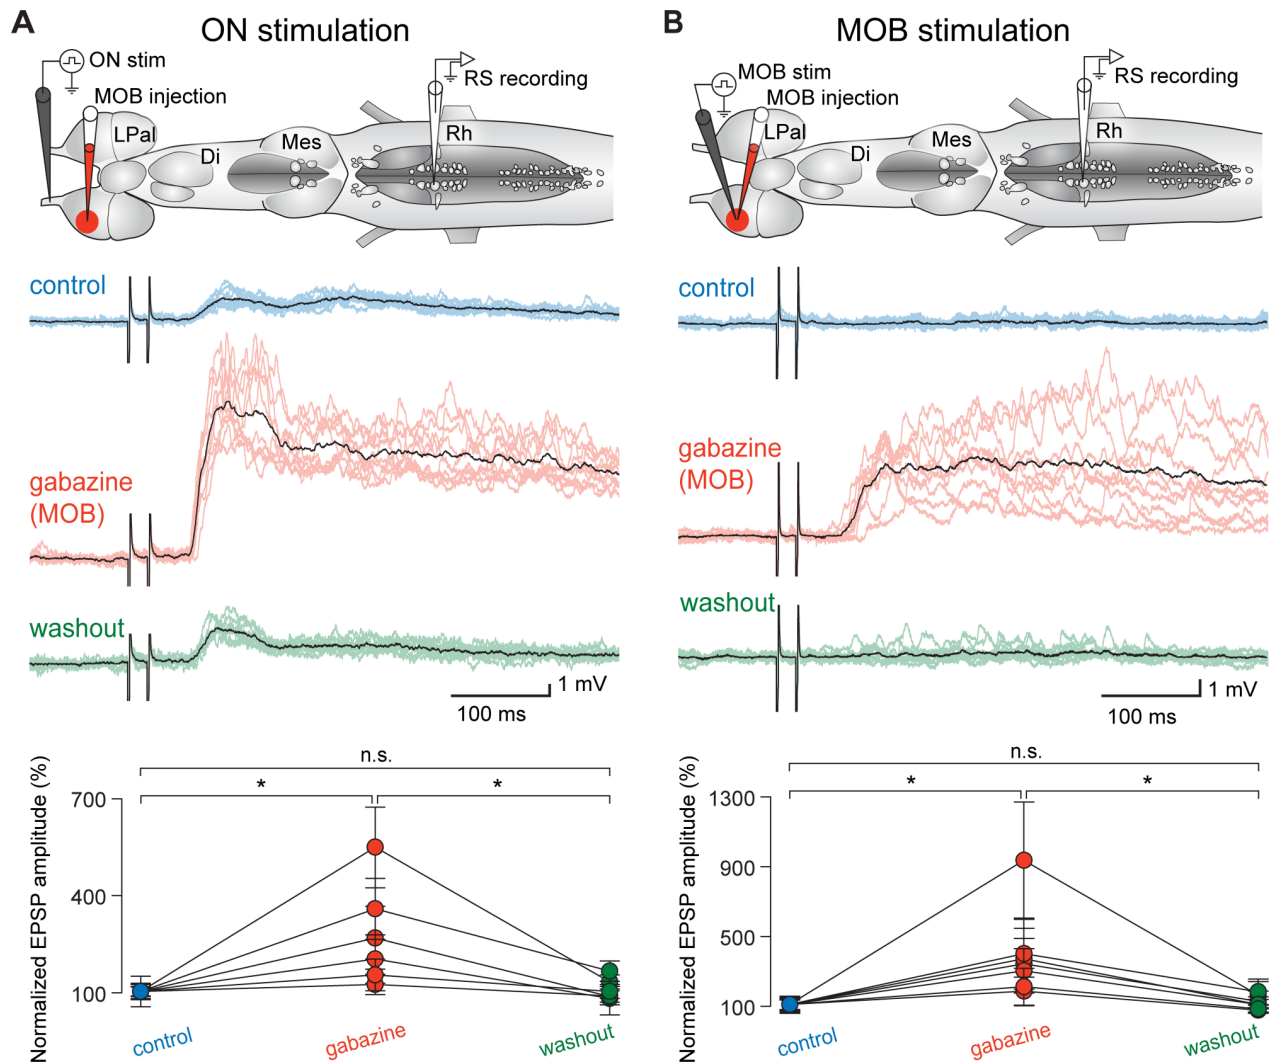 A
ON stimulation
ON stim
MOB injection
RS recording
LPal
Di
Mes
Rh
control
gabazine
(MOB)
washout
1 mV
100 ms
n.s.
*
*
Normalized EPSP amplitude (%)
700
400
100
control
gabazine
washout
B
MOB stimulation
MOB stim
MOB injection
RS recording
LPal
Di
Mes
Rh
control
gabazine
(MOB)
washout
1 mV
100 ms
n.s.
*
*
Normalized EPSP amplitude (%)
1300
900
500
100
control
gabazine
washout